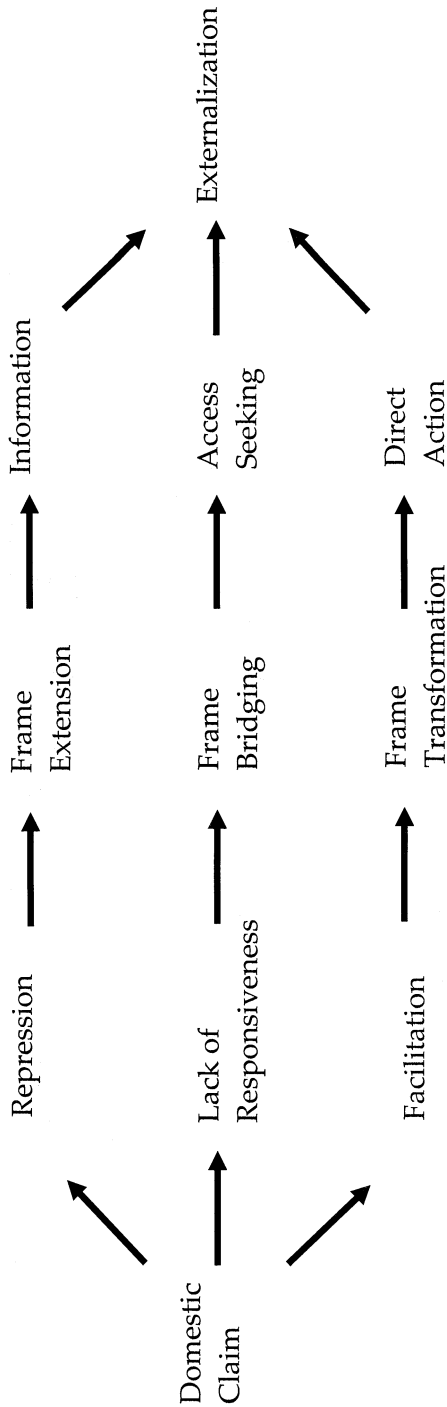 Domestic
Claim
Repression
Frame
Extension
Information
Lack of
Responsiveness
Frame
Bridging
Access
Seeking
Externalization
Facilitation
Frame
Transformation
Direct
Action